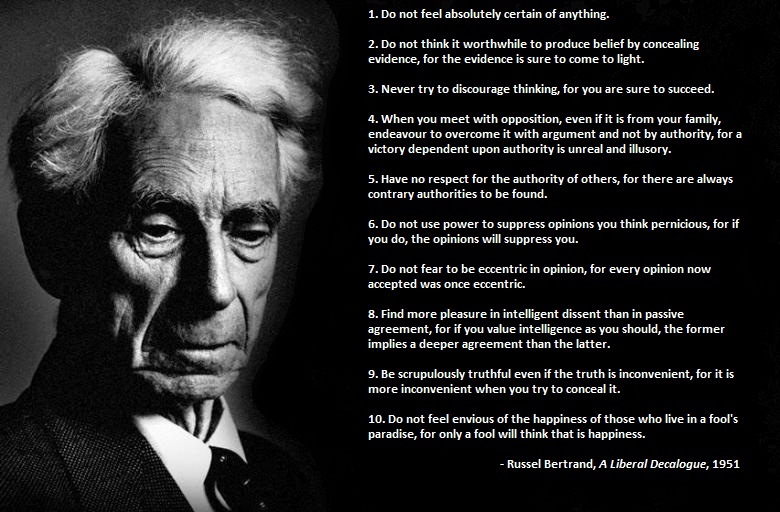 1. Do not feel absolutely certain of anything.
2. Do not think it worthwhile to produce belief by concealing
evidence, for the evidence is sure to come to light.
3. Never try to discourage thinking, for you are sure to succeed.
4. When you meet with opposition, even if it is from your family,
endeavour to overcome it with argument and not by authority, for a
victory dependent upon authority is unreal and illusory.
5. Have no respect for the authority of others, for there are always
contrary authorities to be found.
6. Do not use power to suppress opinions you think pernicious, for if
you do, the opinions will suppress you.
7. Do not fear to be eccentric in opinion, for every opinion now
accepted was once eccentric.
8. Find more pleasure in intelligent dissent than in passive
agreement, for if you value intelligence as you should, the former
implies a deeper agreement than the latter.
9. Be scrupulously truthful even if the truth is inconvenient, for it is
more inconvenient when you try to conceal it.
10. Do not feel envious of the happiness of those who live in a fool's
paradise, for only a fool will think that is happiness.
- Russel Bertrand, A Liberal Decalogue, 1951